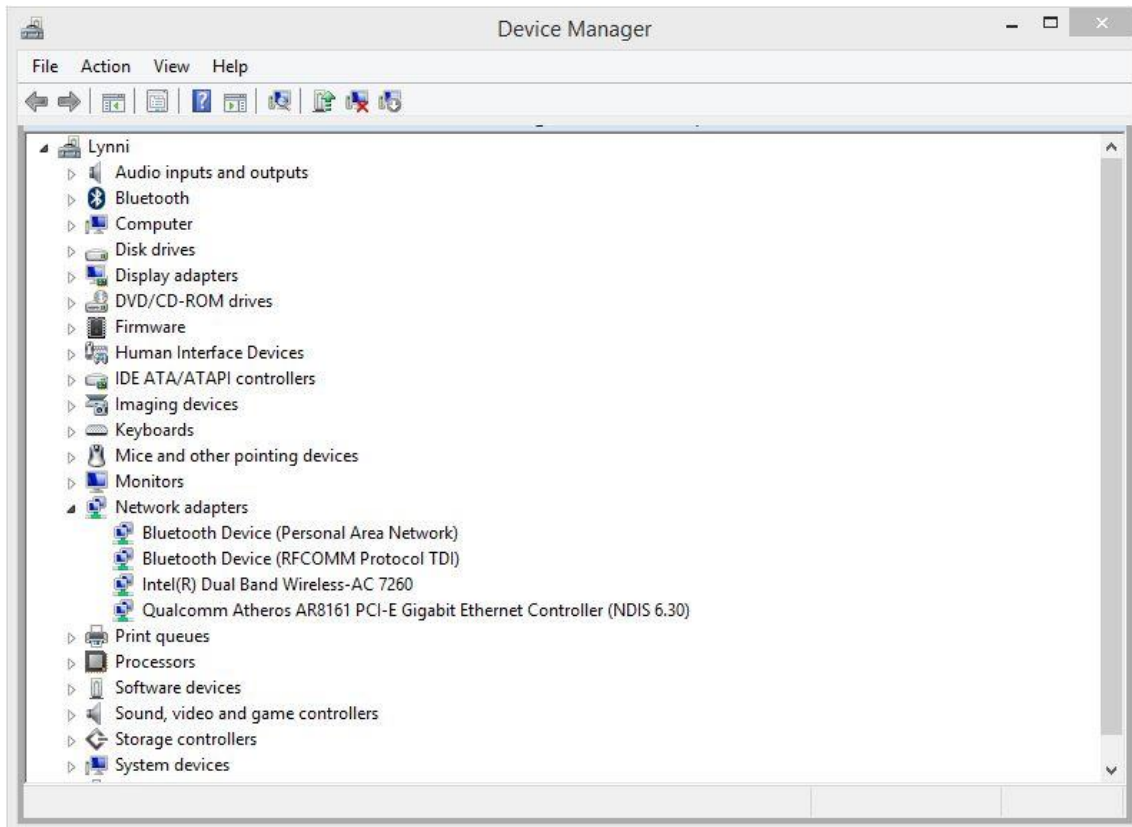 Device Manager
File Action View Help
Lynni
Audio inputs and outputs
Bluetooth
Computer
Disk drives
Display adapters
DVD/CD-ROM drives
Firmware
Human Interface Devices
IDE ATA/ATAPI controllers
Imaging devices
Keyboards
Mice and other pointing devices
Monitors
Network adapters
Bluetooth Device (Personal Area Network)
Bluetooth Device (RFCOMM Protocol TDI)
Intel(R) Dual Band Wireless-AC 7260
Qualcomm Atheros AR8161 PCI-E Gigabit Ethernet Controller (NDIS 6.30)
Print queues
Processors
Software devices
Sound, video and game controllers
Storage controllers
System devices